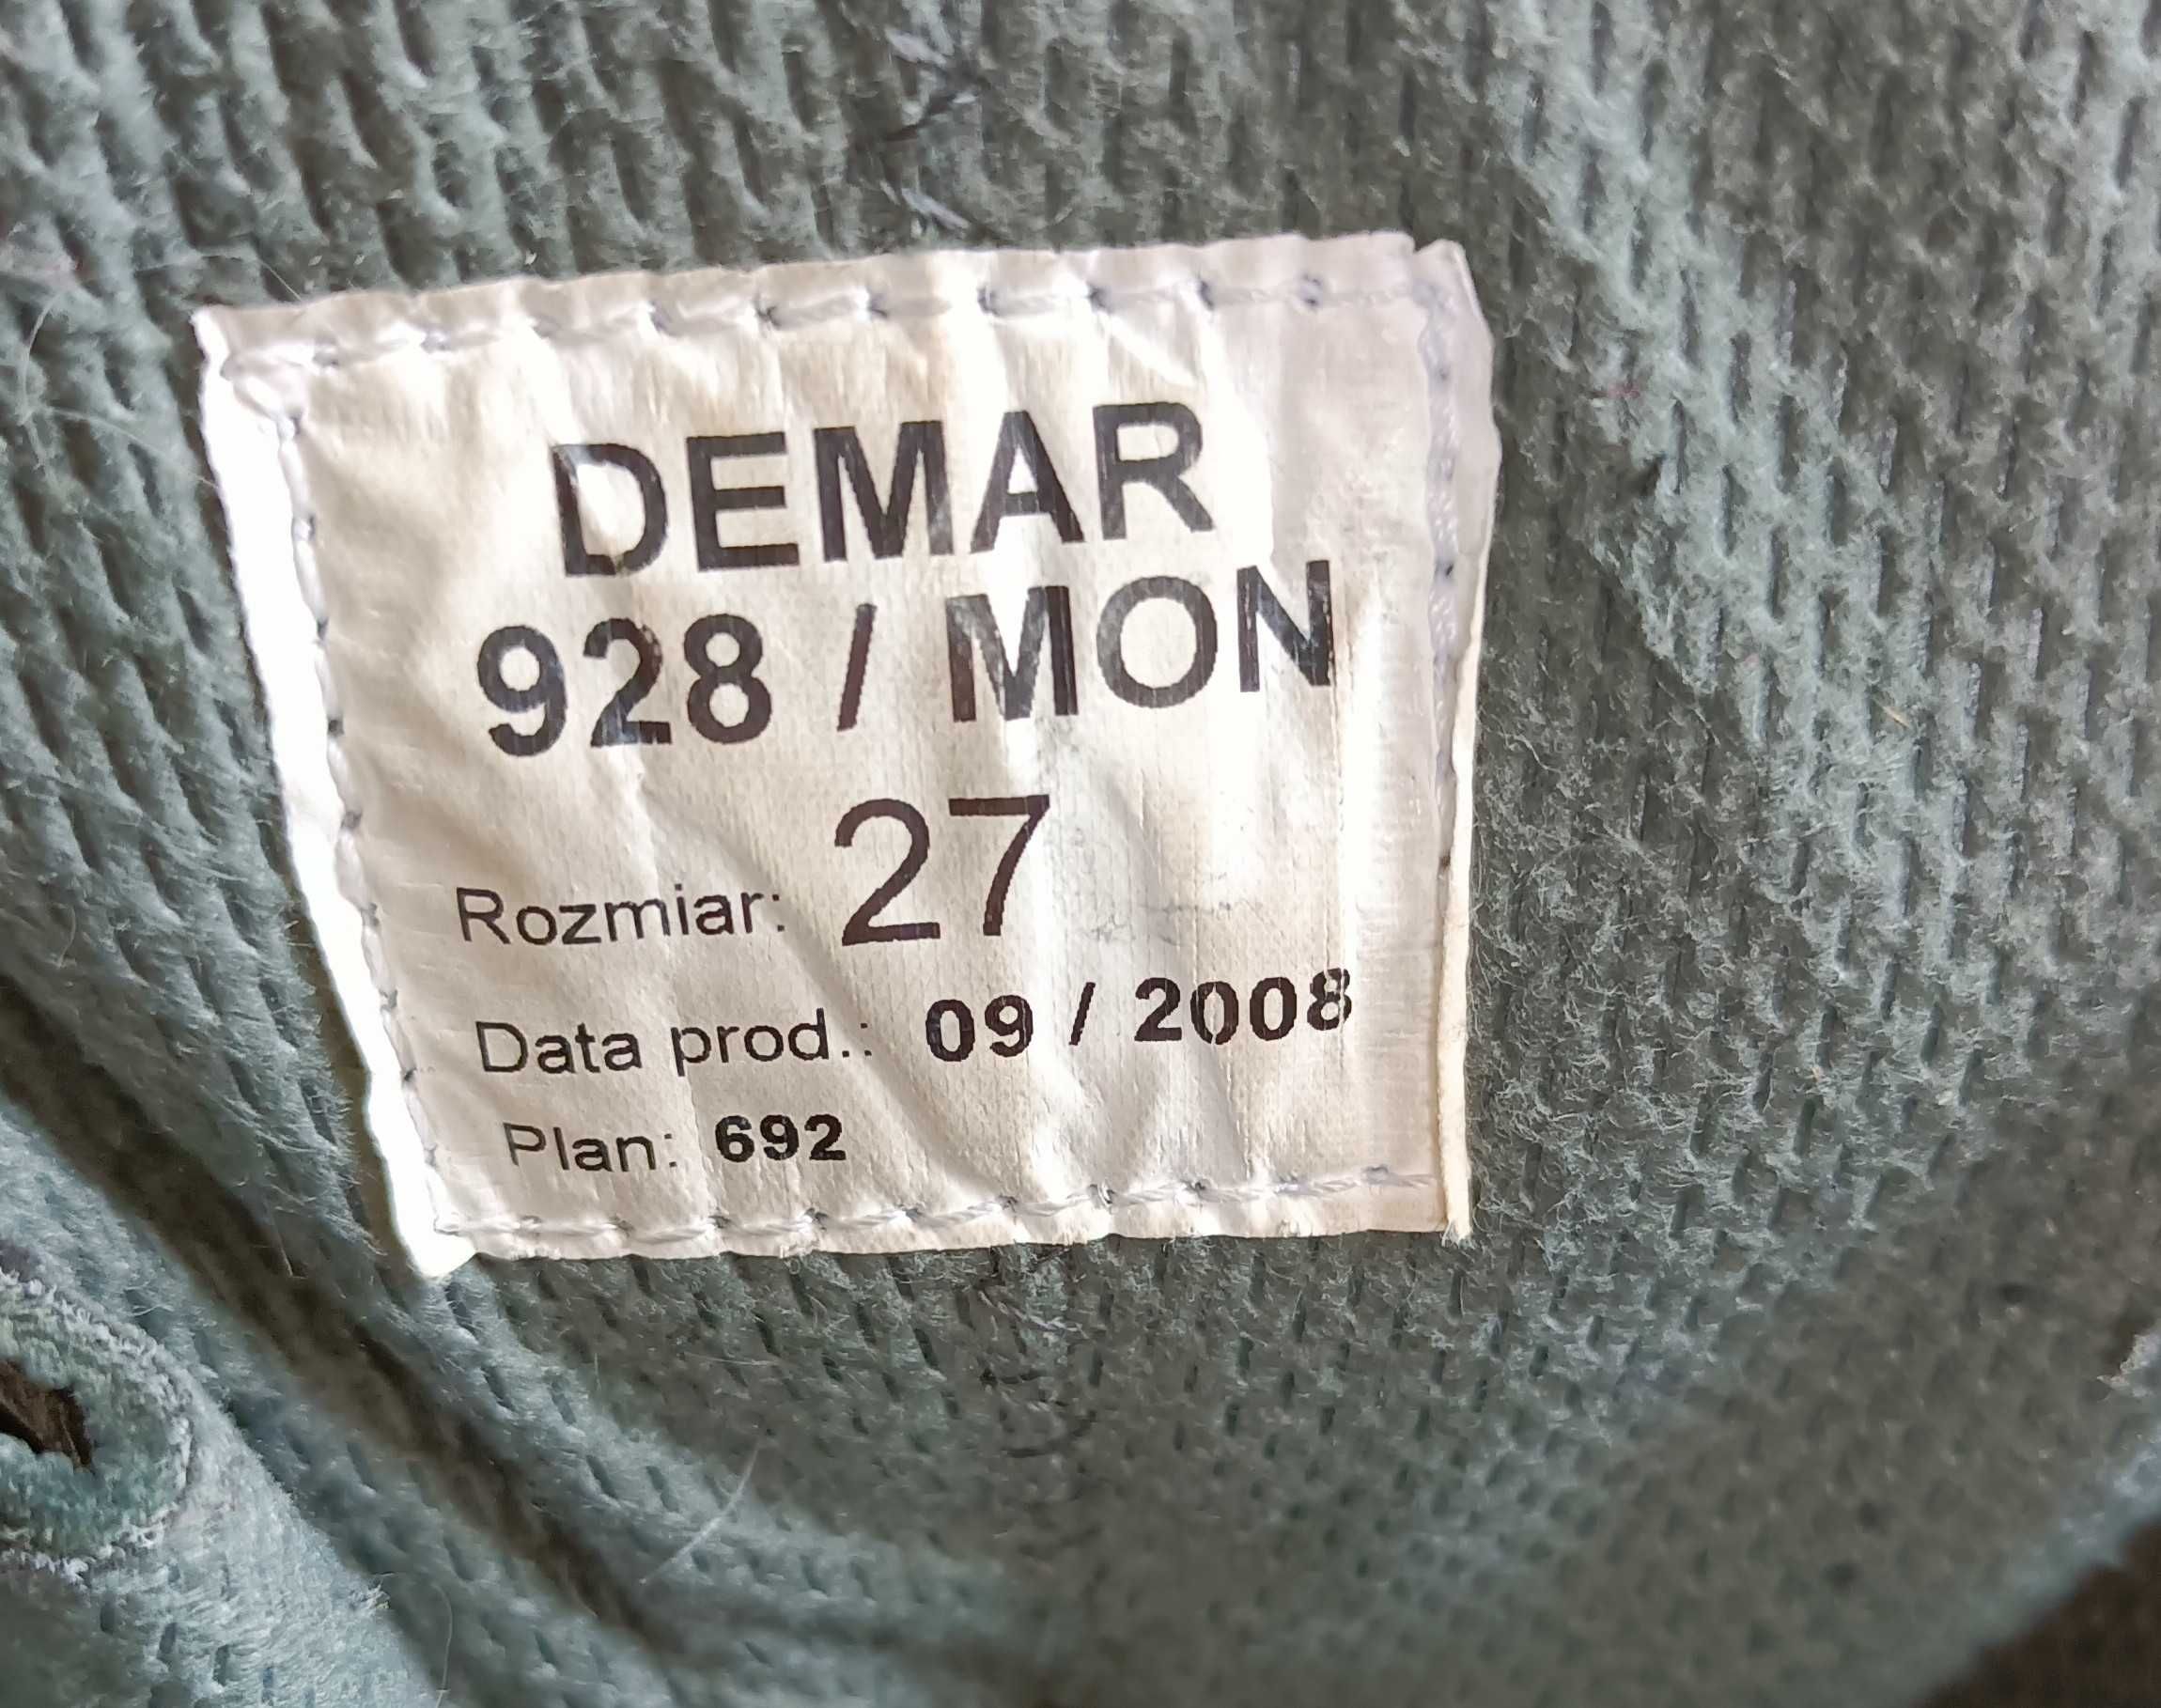 DEMAR
928 / MON
Rozmiar: 27
Data prod.: 09 / 2008
Plan: 692